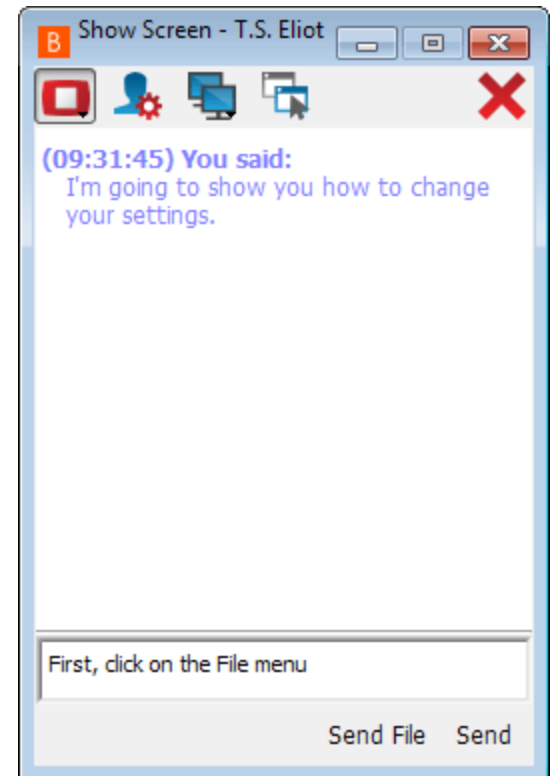 B Show Screen - T.S. Eliot
(09:31:45) You said:
I'm going to show you how to change
your settings.
First, click on the File menu
Send File Send